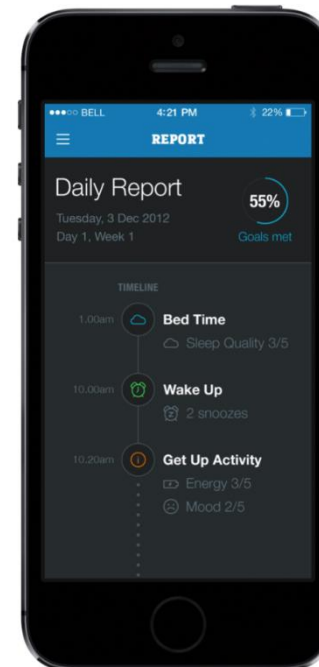 BELL 4:21 PM 22%
REPORT
Daily Report
Tuesday, 3 Dec 2012
Day 1, Week 1
55%
Goals met
TIMELINE
1.00am Bed Time
Sleep Quality 3/5
10.00am Wake Up
2 snoozes
10.20am Get Up Activity
Energy 3/5
Mood 2/5